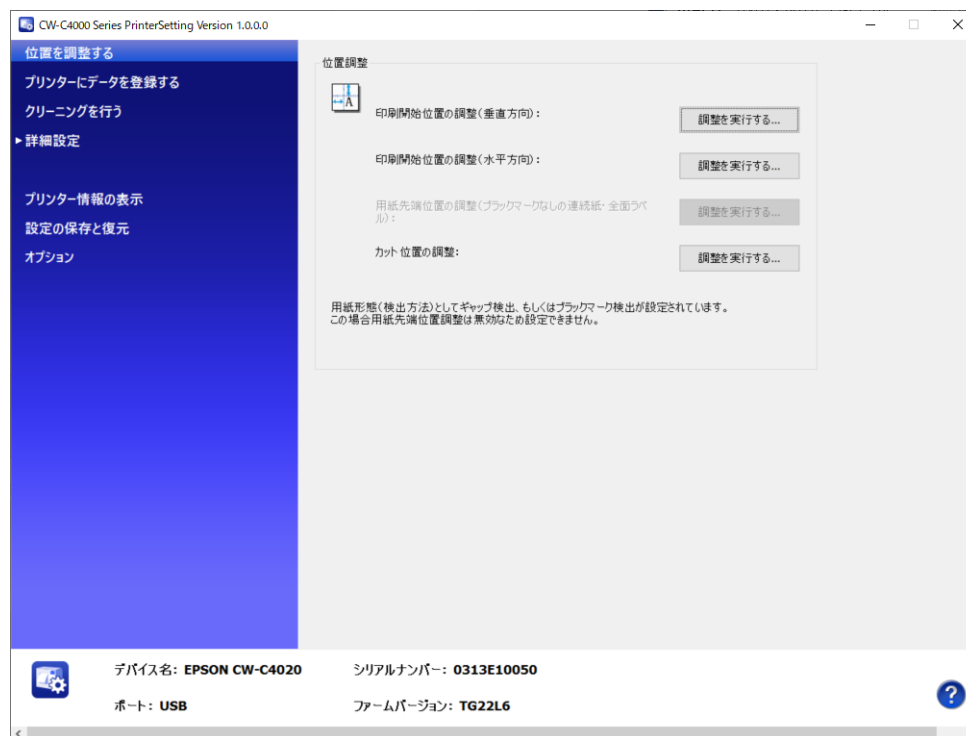 CW-C4000 Series PrinterSetting Version 1.0.0.0
位置を調整する
プリンターにデータを登録する
クリーニングを行う
詳細設定
プリンター情報の表示
設定の保存と復元
オプション
位置調整
A
印刷開始位置の調整(垂直方向):
調整を実行する...
印刷開始位置の調整(水平方向):
調整を実行する...
用紙先端位置の調整(ブラックマークなしの連続紙・全面ラベ
ル):
調整を実行する...
カット位置の調整:
調整を実行する...
用紙形態(検出方法)としてギャップ検出、もしくはブラックマーク検出が設定されています。
この場合用紙先端位置調整は無効なため設定できません。
デバイス名: EPSON CW-C4020
シリアルナンバー: 0313E10050
ポート: USB
ファームバージョン: TG22L6
?